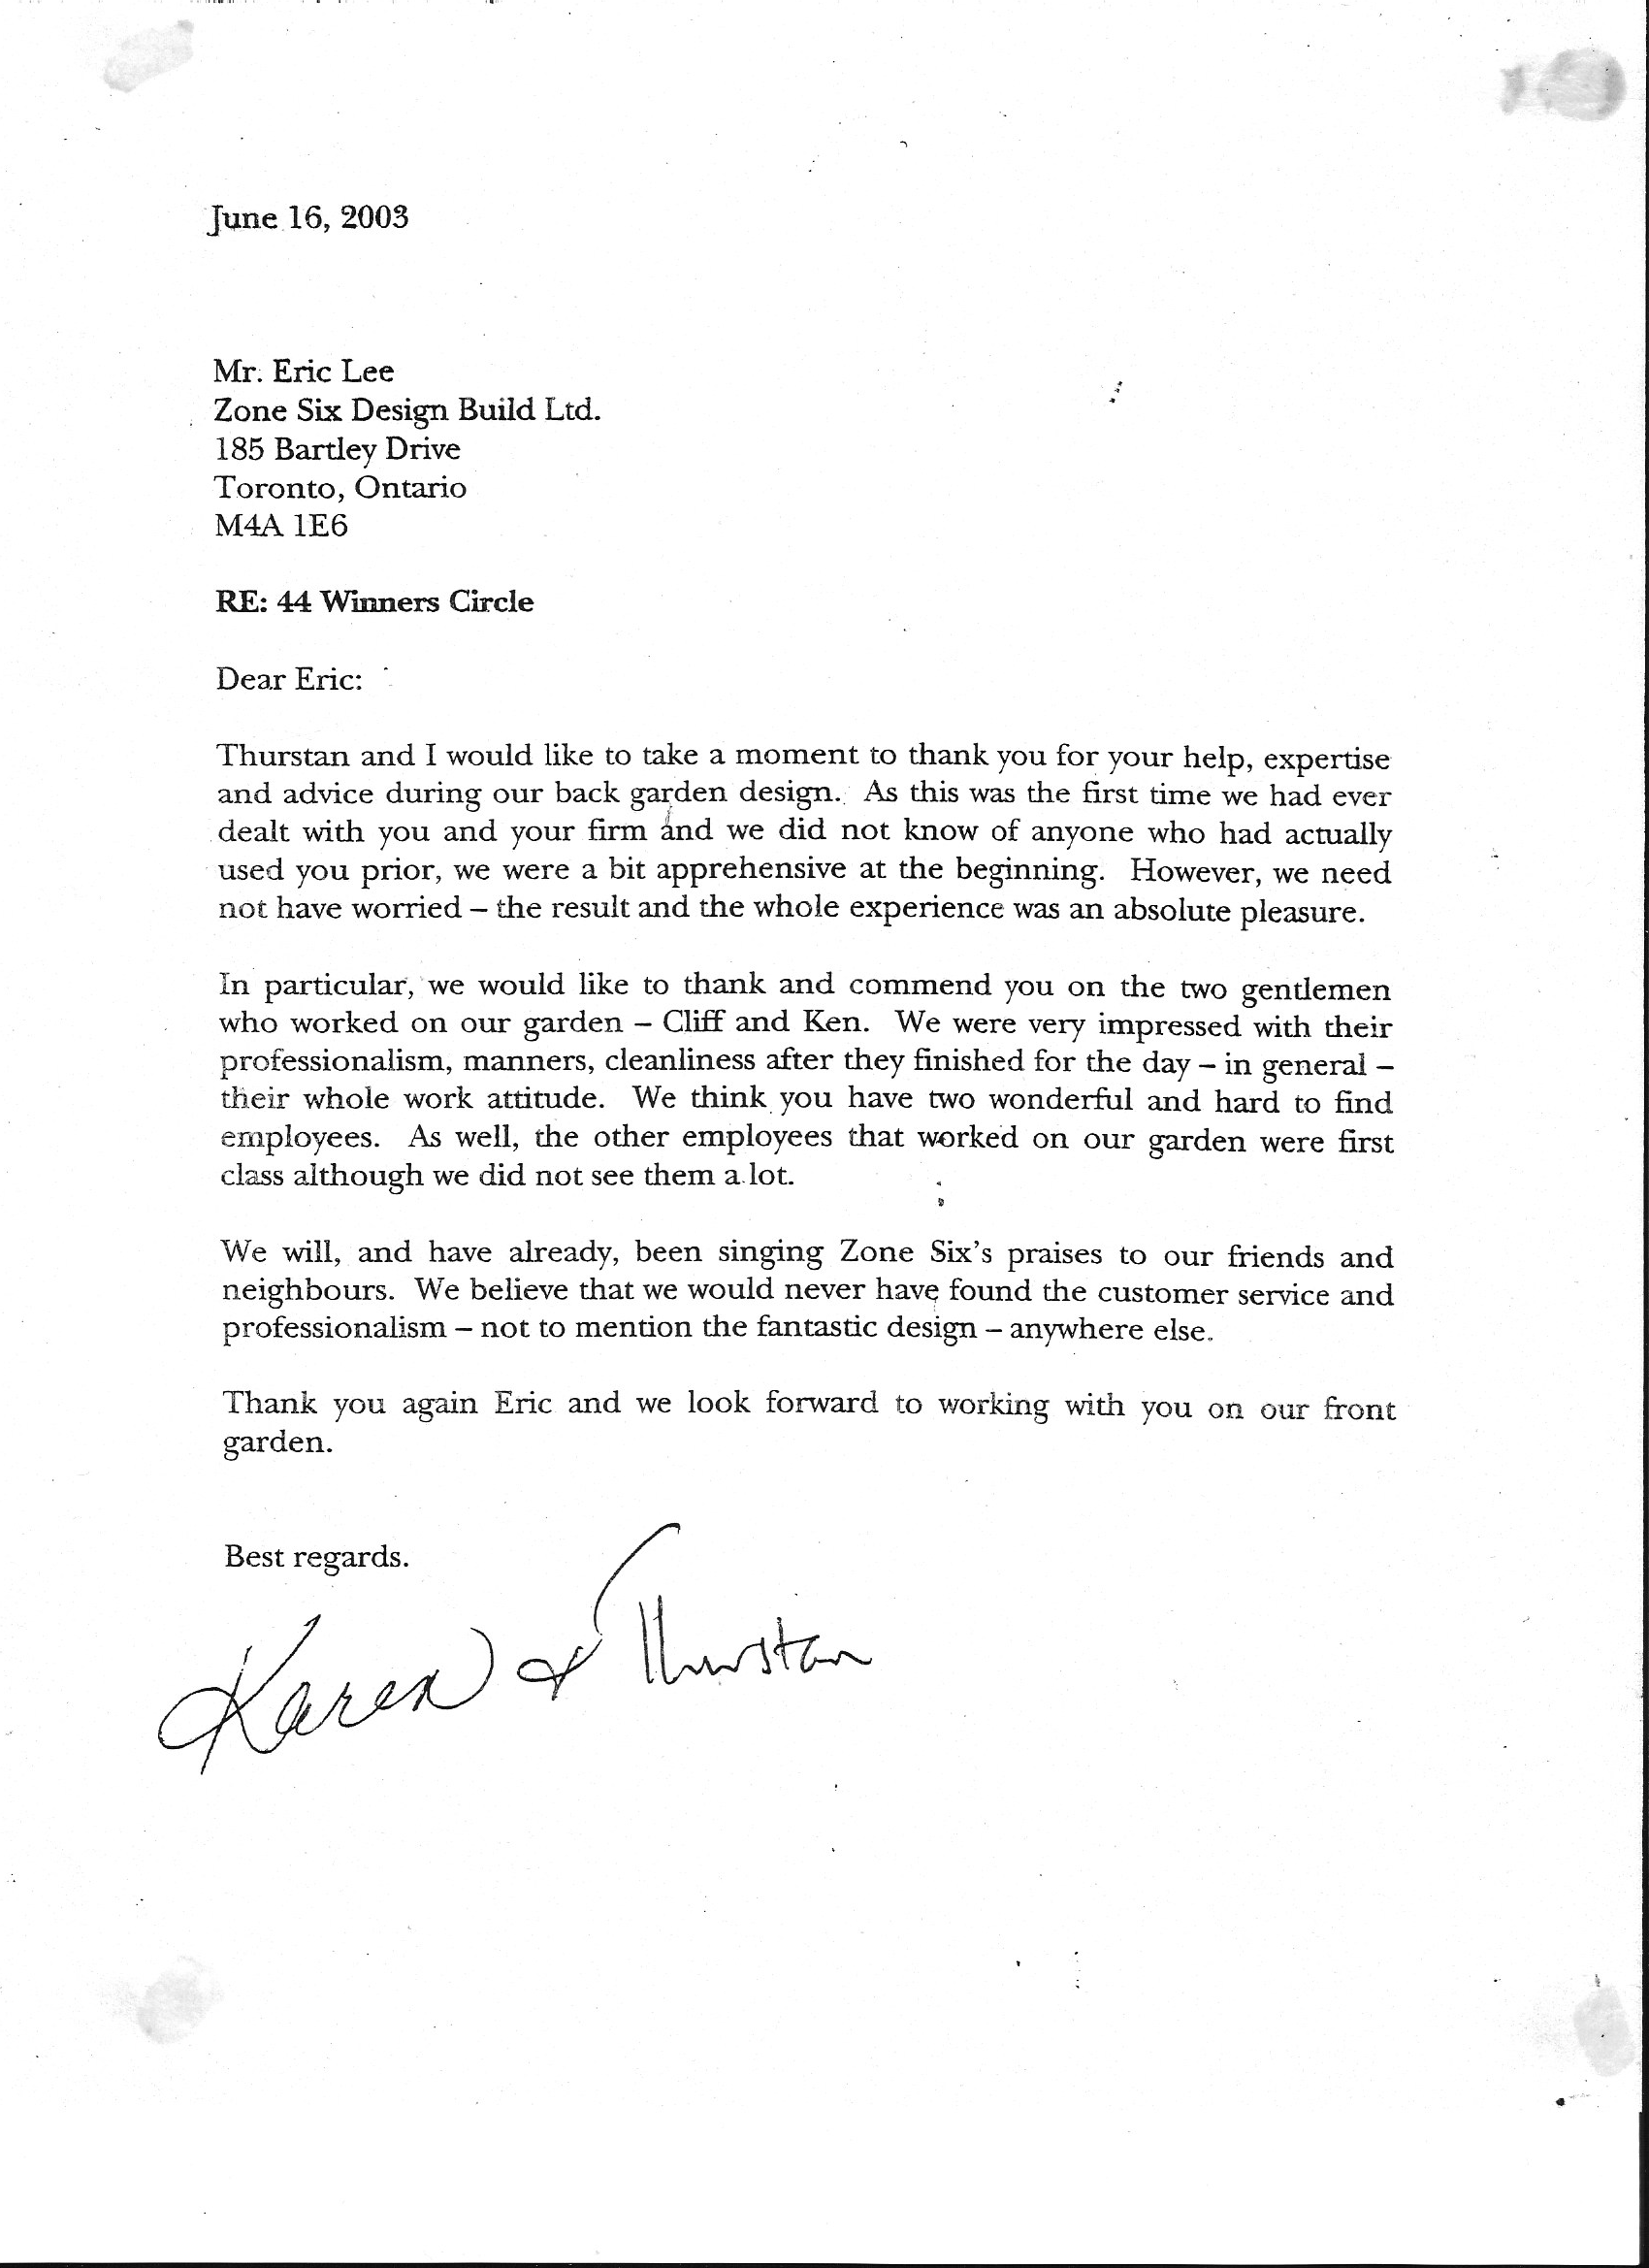 June 16, 2003
Mr. Eric Lee
Zone Six Design Build Ltd.
185 Bartley Drive
Toronto, Ontario
M4A 1E6
RE: 44 Winners Circle
Dear Eric:
Thurstan and I would like to take a moment to thank you for your help, expertise
and advice during our back garden design. As this was the first time we had ever
dealt with you and your firm and we did not know of anyone who had actually
used you prior, we were a bit apprehensive at the beginning. However, we need
not have worried – the result and the whole experience was an absolute pleasure.
In particular, we would like to thank and commend you on the two gentlemen
who worked on our garden – Cliff and Ken. We were very impressed with their
professionalism, manners, cleanliness after they finished for the day – in general –
their whole work attitude. We think you have two wonderful and hard to find
employees. As well, the other employees that worked on our garden were first
class although we did not see them a lot.
We will, and have already, been singing Zone Six's praises to our friends and
neighbours. We believe that we would never have found the customer service and
professionalism – not to mention the fantastic design – anywhere else.
Thank you again Eric and we look forward to working with you on our front
garden.
Best regards.
Karen & Thurstan